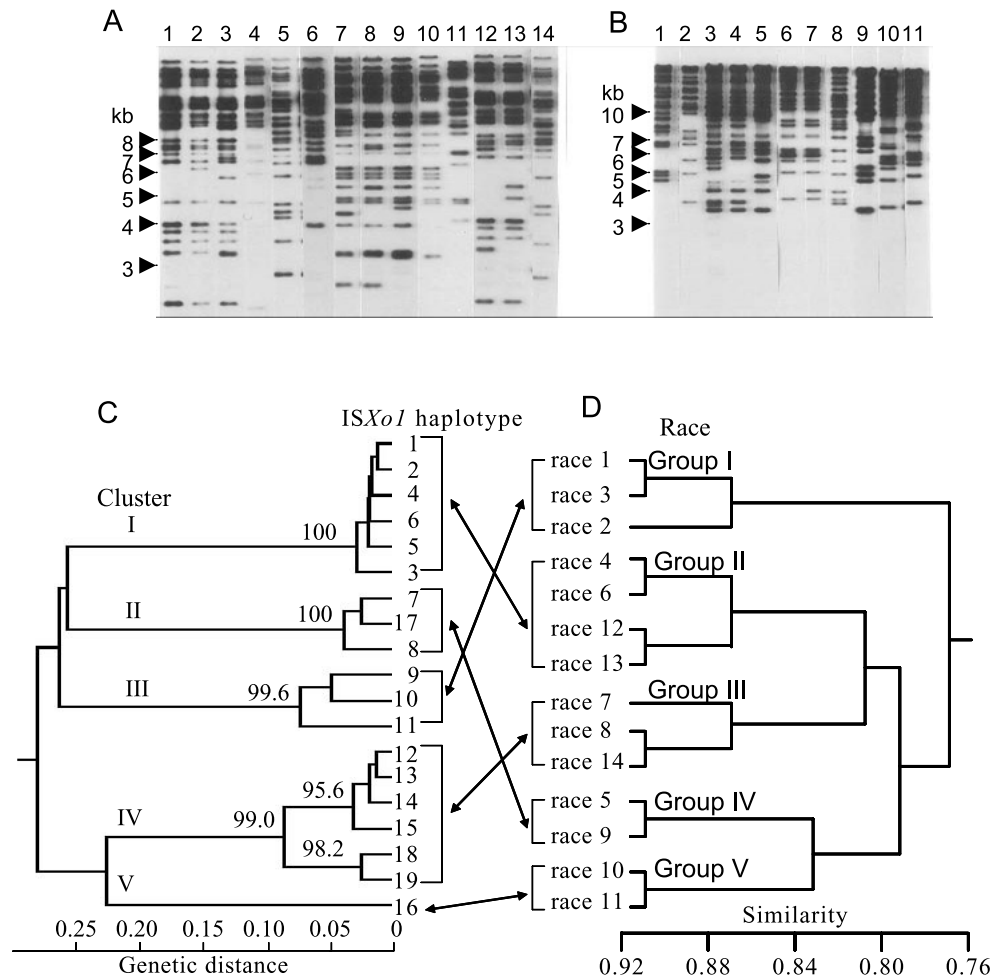 A
1 2 3 4 5 6 7 8 9 10 11 12 13 14
kb
8
7
6
5
4
3
B
1 2 3 4 5 6 7 8 9 10 11
kb
10
7
6
5
4
3
C
ISXo1 haplotype
Cluster
I
II
III
IV
V
100
100
99.6
95.6
99.0
98.2
1
2
4
6
5
3
7
17
8
9
10
11
12
13
14
15
18
19
16
0.25 0.20 0.15 0.10 0.05 0
Genetic distance
D
Race
race 1
Group I
race 3
race 2
race 4
Group II
race 6
race 12
race 13
Group III
race 7
race 8
race 14
race 5
Group IV
race 9
race 10
Group V
race 11
Similarity
0.92 0.88 0.84 0.80 0.76